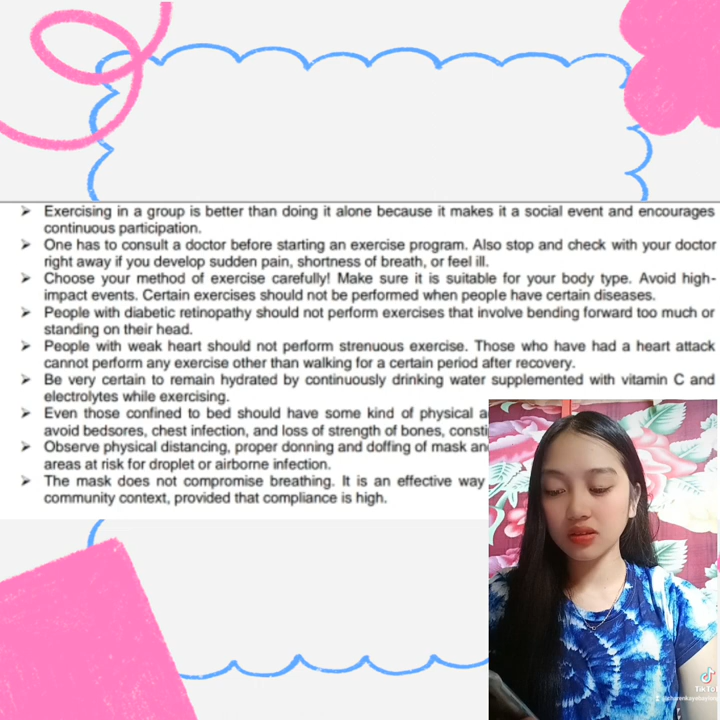 ➢ Exercising in a group is better than doing it alone because it makes it a social event and encourages
continuous participation.
➢ One has to consult a doctor before starting an exercise program. Also stop and check with your doctor
right away if you develop sudden pain, shortness of breath, or feel ill.
➢ Choose your method of exercise carefully! Make sure it is suitable for your body type. Avoid high-
impact events. Certain exercises should not be performed when people have certain diseases.
➢ People with diabetic retinopathy should not perform exercises that involve bending forward too much or
standing on their head.
➢ People with weak heart should not perform strenuous exercise. Those who have had a heart attack
cannot perform any exercise other than walking for a certain period after recovery.
➢ Be very certain to remain hydrated by continuously drinking water supplemented with vitamin C and
electrolytes while exercising.
➢ Even those confined to bed should have some kind of physical
avoid bedsores, chest infection, and loss of strength of bones,
➢ Observe physical distancing, proper donning and doffing of mask
areas at risk for droplet or airborne infection.
➢ The mask does not compromise breathing. It is an effective way
community context, provided that compliance is high.
TikTok